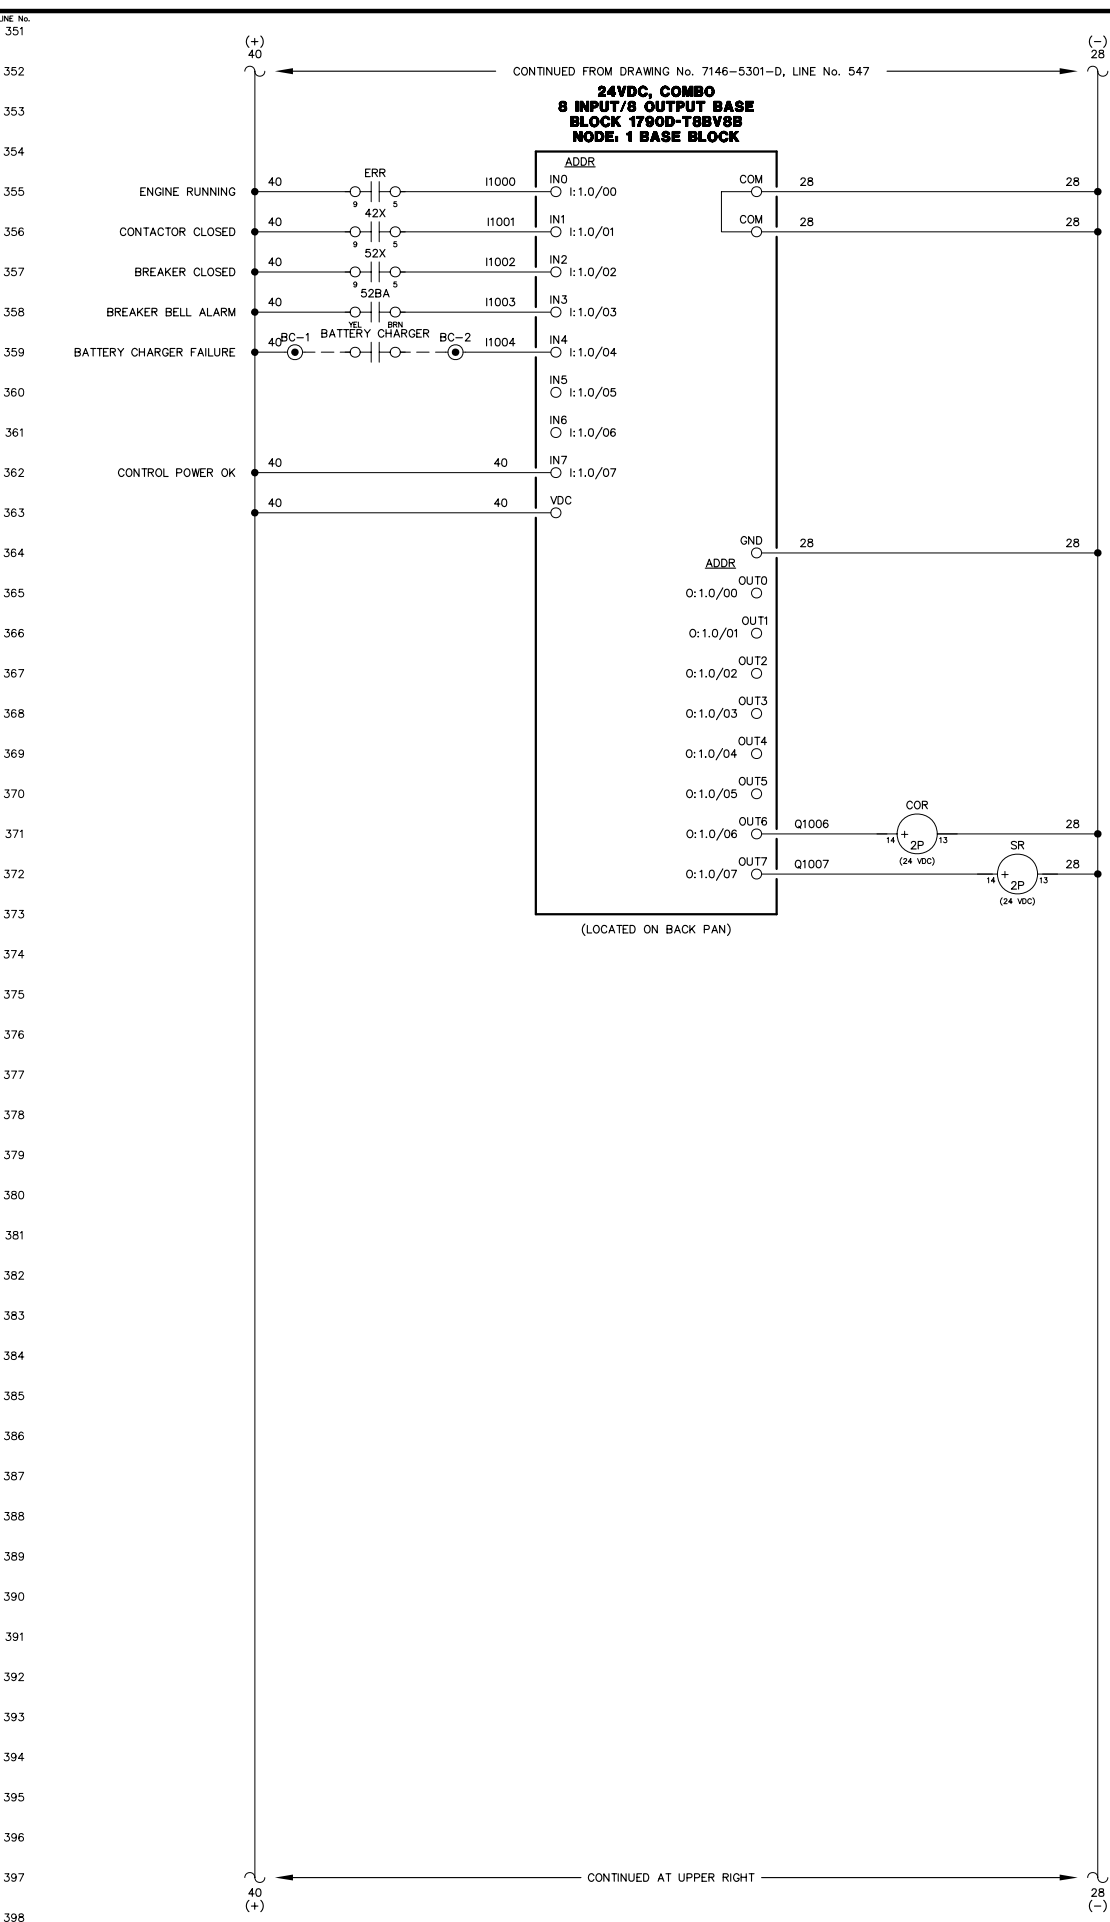 LINE No.
351
(+) (-)
40 28
352 CONTINUED FROM DRAWING No. 7146-5301-D, LINE No. 547
24VDC, COMBO
353 8 INPUT/8 OUTPUT BASE
BLOCK 1790D-T8BV8B
NODE: 1 BASE BLOCK
354
ADDR
ERR
40 I1000 IN0 COM 28 28
355 ENGINE RUNNING I:1.0/00
9 5
42X
40 I1001 IN1 COM 28 28
356 CONTACTOR CLOSED I:1.0/01
9 5
52X
40 I1002 IN2
357 BREAKER CLOSED I:1.0/02
9 5
52BA
40 I1003 IN3
358 BREAKER BELL ALARM I:1.0/03
YEL BRN
BATTERY CHARGER
40 BC-1 BC-2 I1004 IN4
359 BATTERY CHARGER FAILURE I:1.0/04
IN5
360 I:1.0/05
IN6
361 I:1.0/06
40 40 IN7
362 CONTROL POWER OK I:1.0/07
40 40 VDC
363
GND 28 28
364
ADDR
OUT0
365 O:1.0/00
OUT1
366 O:1.0/01
OUT2
367 O:1.0/02
OUT3
368 O:1.0/03
OUT4
369 O:1.0/04
OUT5
370 O:1.0/05
COR
OUT6 Q1006 28
371 O:1.0/06 14 + 2P 13
(24 VDC)
SR
OUT7 Q1007 28
372 O:1.0/07 14 + 2P 13
(24 VDC)
373
(LOCATED ON BACK PAN)
374
375
376
377
378
379
380
381
382
383
384
385
386
387
388
389
390
391
392
393
394
395
396
397 CONTINUED AT UPPER RIGHT
40 28
(+) (-)
398